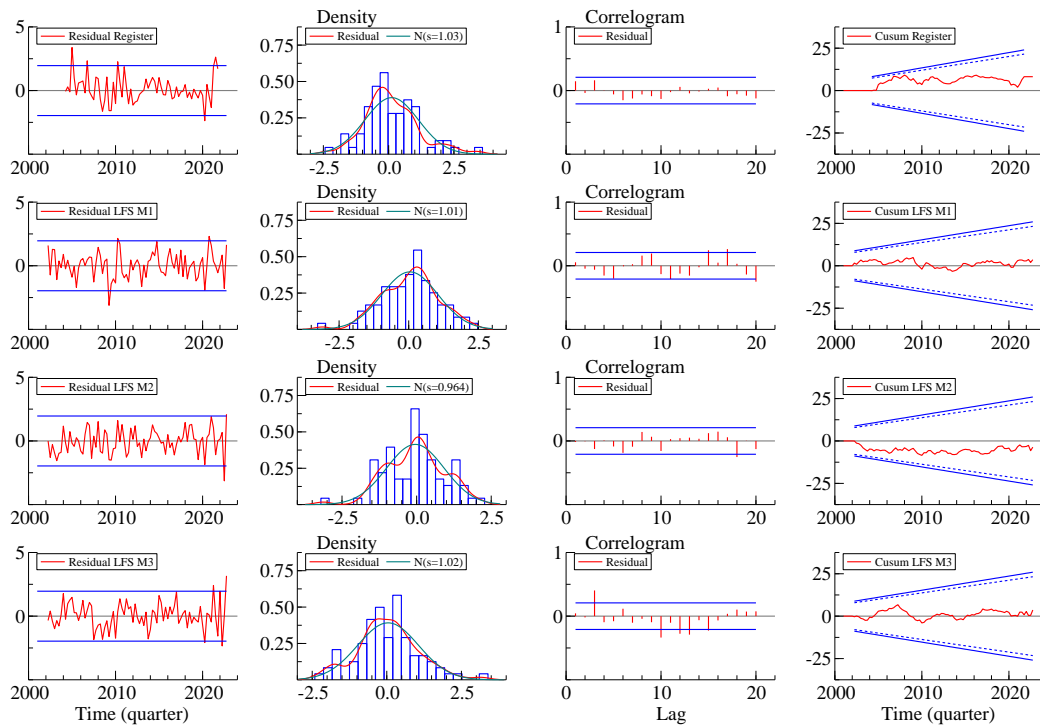 Density
Correlogram
5
Residual Register
0.75
Residual
N(s=1.03)
1
Residual
25
Cusum Register
0.50
0
0
0
0.25
-25
2000
2010
2020
-2.5
0.0
2.5
0
10
20
2000
2010
2020
Density
Correlogram
5
Residual LFS M1
0.75
Residual
N(s=1.01)
1
Residual
25
Cusum LFS M1
0.50
0
0
0
0.25
-25
2000
2010
2020
-2.5
0.0
2.5
0
10
20
2000
2010
2020
Density
Correlogram
5
Residual LFS M2
0.75
Residual
N(s=0.964)
1
Residual
25
Cusum LFS M2
0.50
0
0
0
0.25
-25
2000
2010
2020
-2.5
0.0
2.5
0
10
20
2000
2010
2020
Density
Correlogram
5
Residual LFS M3
0.75
Residual
N(s=1.02)
1
Residual
25
Cusum LFS M3
0.50
0
0
0
0.25
-25
2000
2010
2020
-2.5
0.0
2.5
0
10
20
2000
2010
2020
Time (quarter)
Lag
Time (quarter)